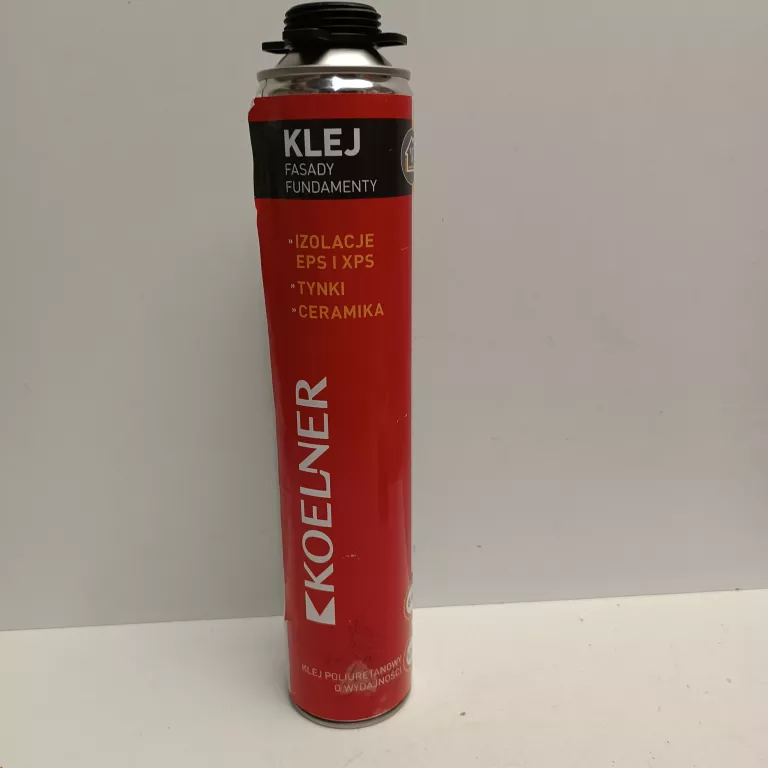 KLEJ
FASADY
FUNDAMENTY
» IZOLACJE
EPS I XPS
» TYNKI
» CERAMIKA
KOELNER
KLEJ POLIURETANOWY
O WYDAJNOŚCI